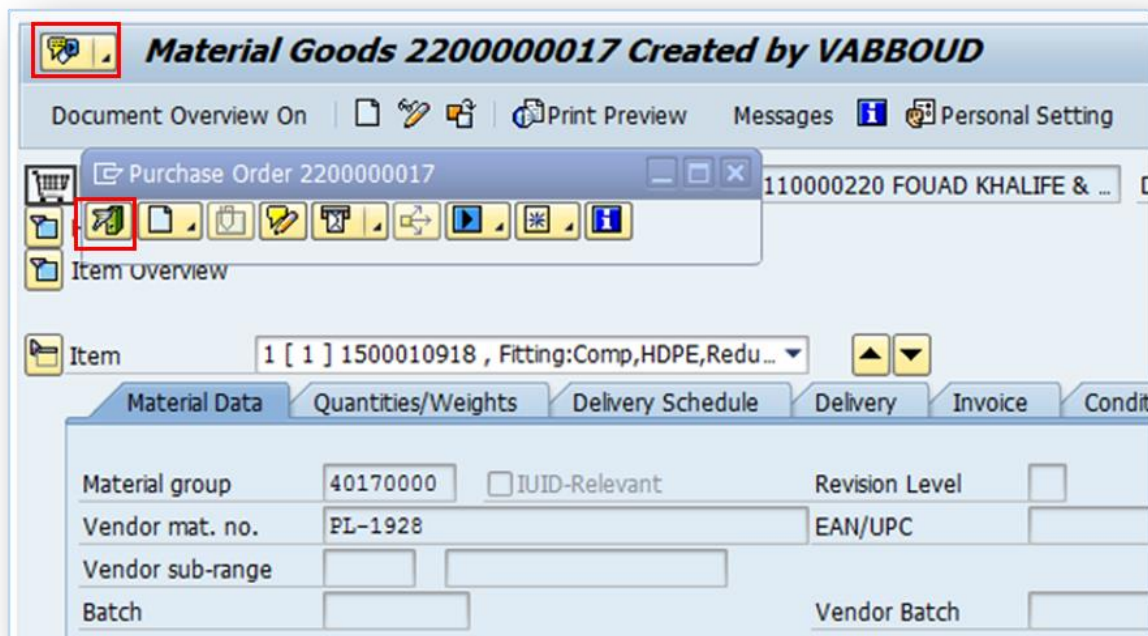 Material Goods 2200000017 Created by VABBOUD
Document Overview On Print Preview Messages Personal Setting
Purchase Order 2200000017
110000220 FOUAD KHALIFE & ...
Item Overview
Item 1 [ 1 ] 1500010918 , Fitting:Comp,HDPE,Redu...
Material Data Quantities/Weights Delivery Schedule Delivery Invoice Condit
Material group 40170000 IUID-Relevant Revision Level
Vendor mat. no. PL-1928 EAN/UPC
Vendor sub-range
Batch Vendor Batch